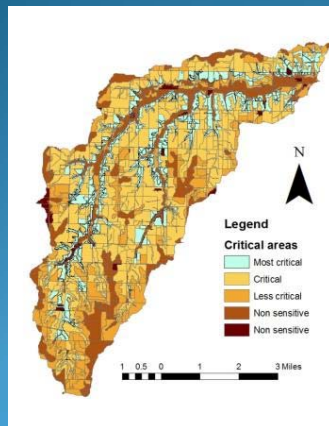 N
Legend
Critical areas
Most critical
Critical
Less critical
Non sensitive
Non sensitive
1 0.5 0 1 2 3 Miles